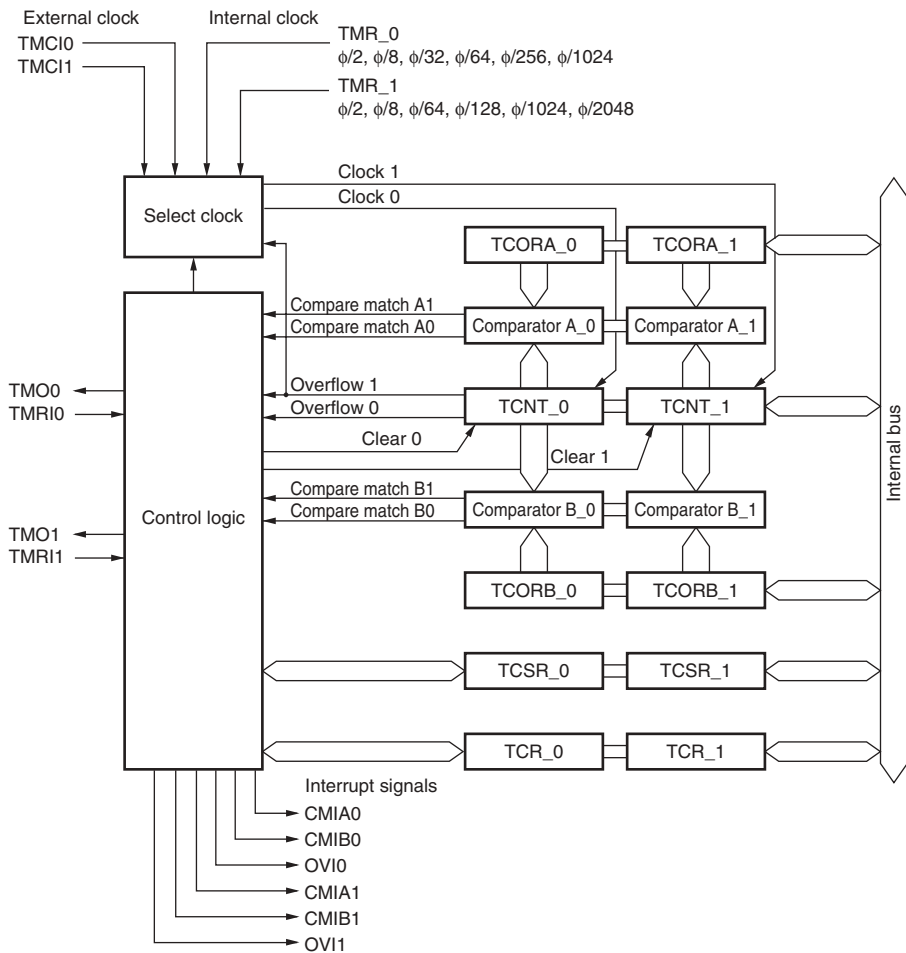 External clock
Internal clock
TMCI0
TMCI1
TMR_0
ϕ/2, ϕ/8, ϕ/32, ϕ/64, ϕ/256, ϕ/1024
TMR_1
ϕ/2, ϕ/8, ϕ/64, ϕ/128, ϕ/1024, ϕ/2048
Clock 1
Clock 0
Select clock
TCORA_0
TCORA_1
Compare match A1
Compare match A0
Comparator A_0
Comparator A_1
TMO0
TMRI0
Overflow 1
Overflow 0
TCNT_0
TCNT_1
Clear 0
Clear 1
Internal bus
Compare match B1
Compare match B0
Comparator B_0
Comparator B_1
Control logic
TMO1
TMRI1
TCORB_0
TCORB_1
TCSR_0
TCSR_1
TCR_0
TCR_1
Interrupt signals
CMIA0
CMIB0
OVI0
CMIA1
CMIB1
OVI1